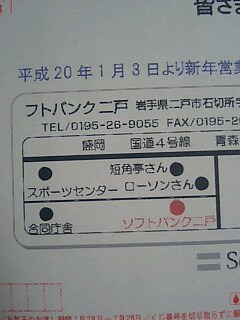 皆さま
平成20年1月3日より新年営業
フトバンク二戸 岩手県二戸市石切所字
TEL/0195-26-9055 FAX/0195-2
盛岡 国道4号線 青森
短角亭さん
スポーツセンター ローソンさん
合同庁舎 ソフトバンク二戸